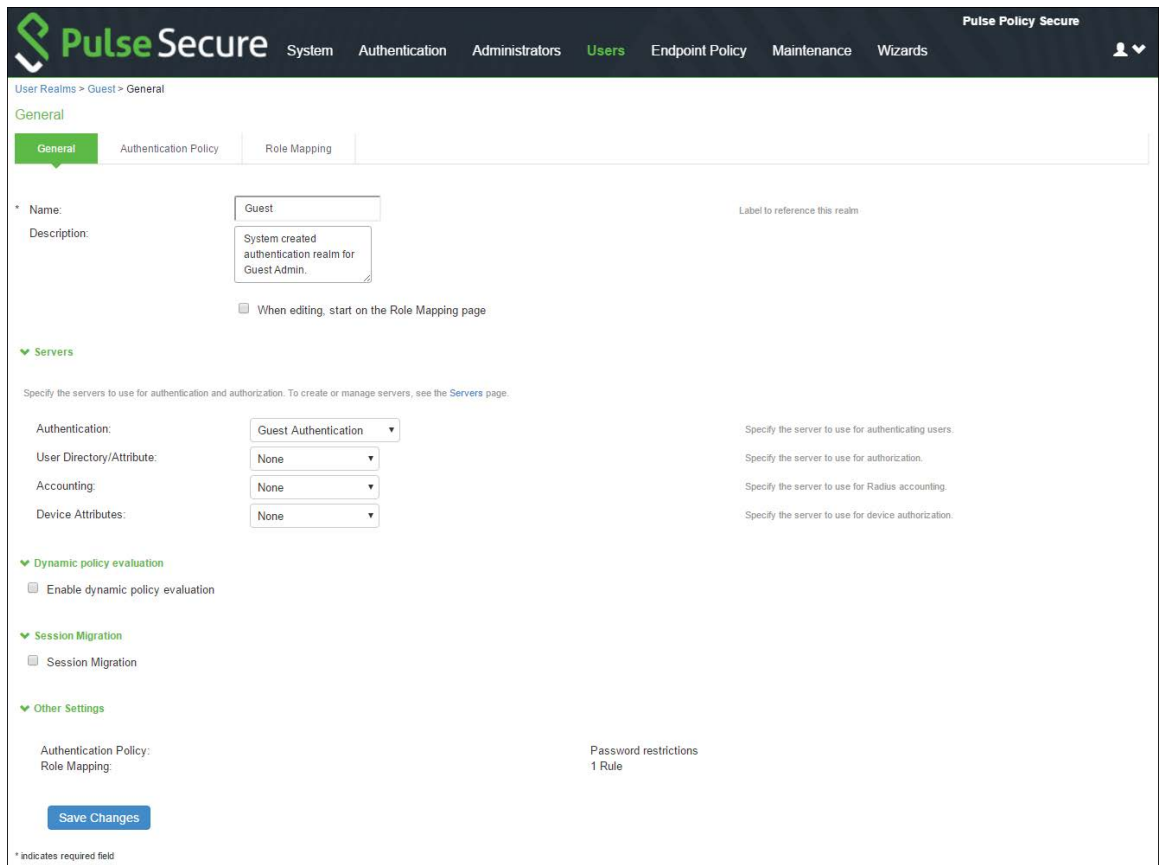 Pulse Policy Secure
Pulse Secure System Authentication Administrators Users Endpoint Policy Maintenance Wizards
User Realms > Guest > General
General
General Authentication Policy Role Mapping
* Name: Guest Label to reference this realm
Description: System created
authentication realm for
Guest Admin.
When editing, start on the Role Mapping page
Servers
Specify the servers to use for authentication and authorization. To create or manage servers, see the Servers page.
Authentication: Guest Authentication Specify the server to use for authenticating users.
User Directory/Attribute: None Specify the server to use for authorization.
Accounting: None Specify the server to use for Radius accounting.
Device Attributes: None Specify the server to use for device authorization.
Dynamic policy evaluation
Enable dynamic policy evaluation
Session Migration
Session Migration
Other Settings
Authentication Policy: Password restrictions
Role Mapping: 1 Rule
Save Changes
* indicates required field